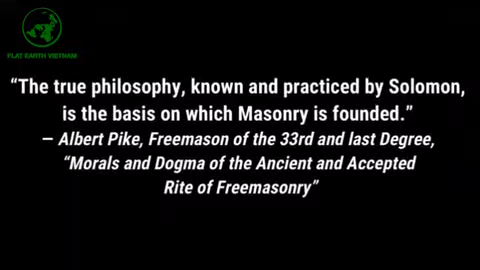 FLAT EARTH VIETNAM
“The true philosophy, known and practiced by Solomon,
is the basis on which Masonry is founded.”
— Albert Pike, Freemason of the 33rd and last Degree,
“Morals and Dogma of the Ancient and Accepted
Rite of Freemasonry”